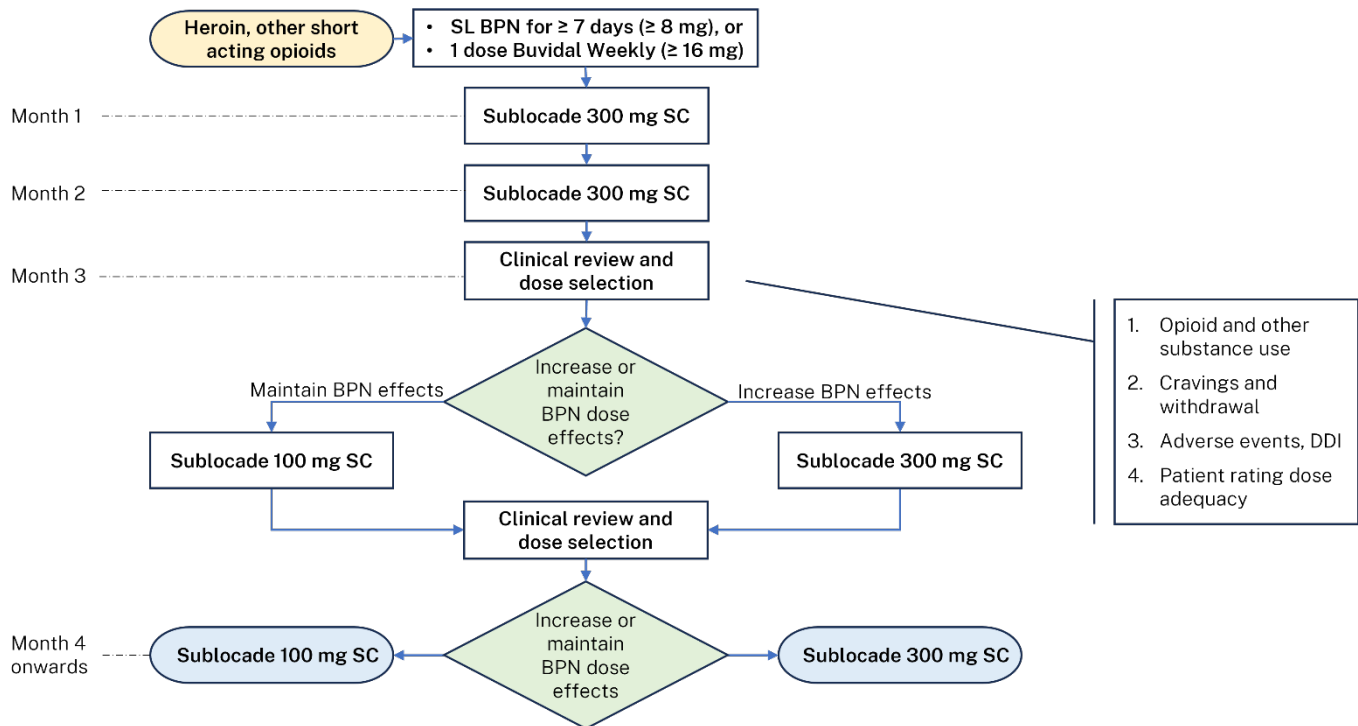 Heroin, other short
acting opioids
• SL BPN for ≥ 7 days (≥ 8 mg), or
• 1 dose Buvidal Weekly (≥ 16 mg)
Month 1
Sublocade 300 mg SC
Month 2
Sublocade 300 mg SC
Month 3
Clinical review and
dose selection
1. Opioid and other
substance use
2. Cravings and
withdrawal
3. Adverse events, DDI
4. Patient rating dose
adequacy
Increase or
maintain
BPN dose
effects?
Maintain BPN effects
Increase BPN effects
Sublocade 100 mg SC
Sublocade 300 mg SC
Clinical review and
dose selection
Increase or
maintain
BPN dose
effects
Month 4
onwards
Sublocade 100 mg SC
Sublocade 300 mg SC